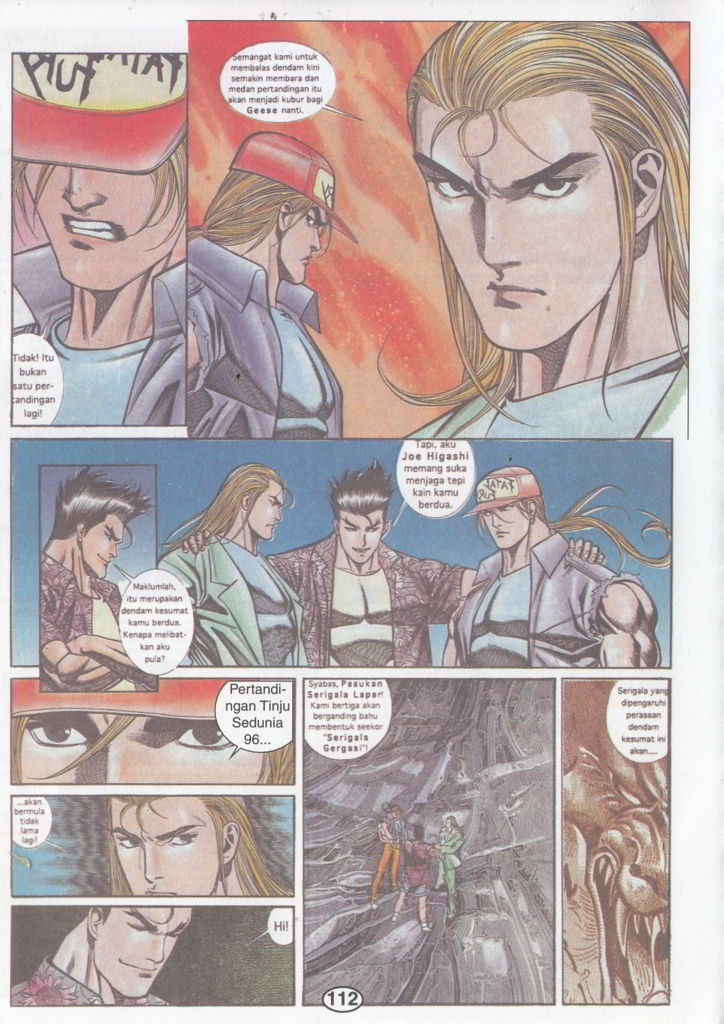 FATAL
FUR
Tidak! Itu
bukan
satu per-
tandingan
lagi!
Semangat kami untuk
membalas dendam kini
semakin membara dan
medan pertandingan itu
akan menjadi kubur bagi
Geese nanti.
Maklumlah,
itu merupakan
dendam kesumat
kamu berdua.
Kenapa melibat-
kan aku
pula?
Tapi, aku
Joe Higashi
memang suka
menjaga tepi
kain kamu
berdua.
FATAL
FUR
Pertandi-
ngan Tinju
Sedunia
96...
...akan
bermula
tidak
lama
lagi!
Hi!
Syabas, Pasukan
Serigala Lapar!
Kami bertiga akan
berganding bahu
membentuk seekor
"Serigala
Gergasi"!
Serigala yang
dipengaruhi
perasaan
dendam
kesumat ini
akan....
112